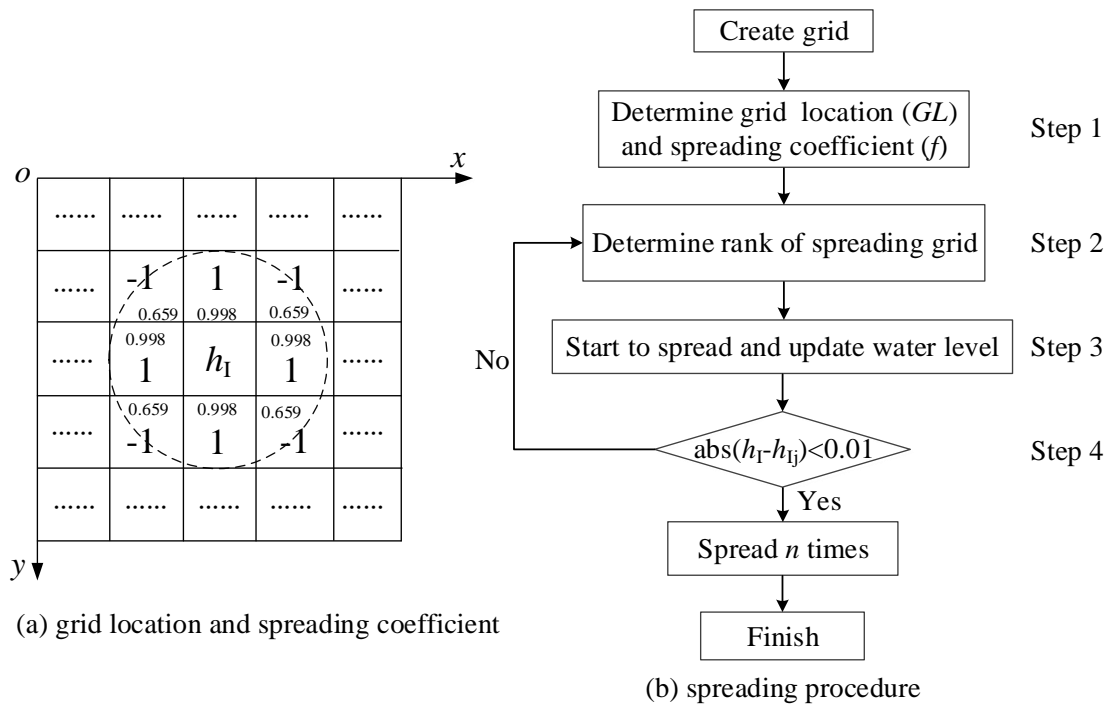 o
x
...... ...... ...... ...... ......
...... -1 1 -1 ......
0.659 0.998 0.659
0.998 0.998
...... 1 h_I 1 ......
0.659 0.998 0.659
...... -1 1 -1 ......
...... ...... ...... ...... ......
y
(a) grid location and spreading coefficient
Create grid
Determine grid location (GL)
and spreading coefficient (f)
Step 1
Determine rank of spreading grid
Step 2
Start to spread and update water level
Step 3
No
abs(h_I-h_Ij)<0.01
Step 4
Yes
Spread n times
Finish
(b) spreading procedure